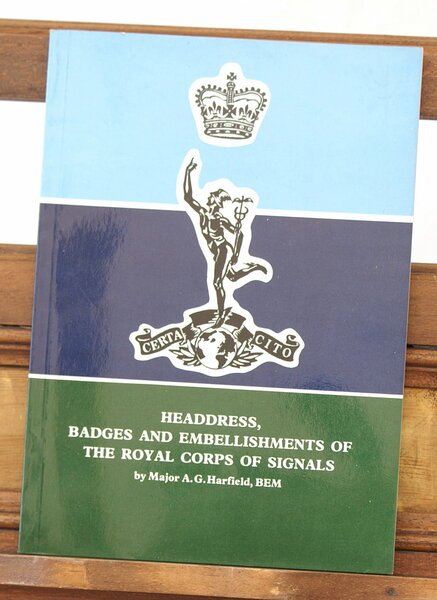 CERTA CITO
HEADDRESS,
BADGES AND EMBELLISHMENTS OF
THE ROYAL CORPS OF SIGNALS
by Major A.G. Harfield, BEM